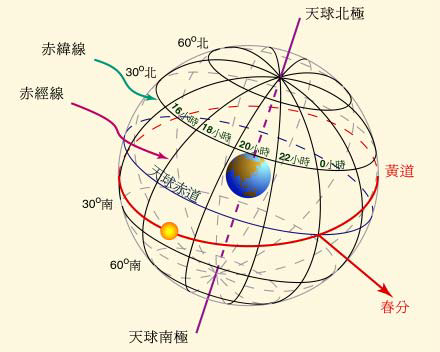 天球北極
60°北
赤緯線
30°北
赤經線
16小時
18小時
20小時
22小時
0小時
天球赤道
黃道
30°南
60°南
春分
天球南極